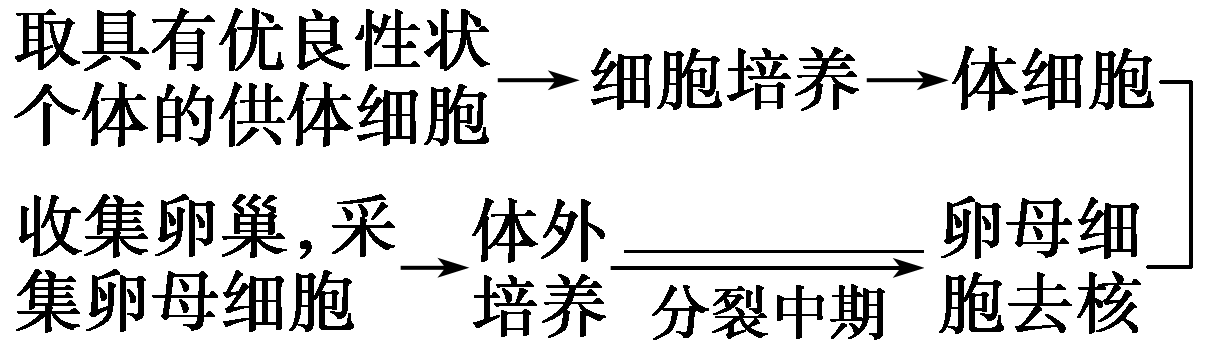 取具有优良性状
个体的供体细胞
细胞培养
体细胞
收集卵巢,采
集卵母细胞
体外
培养
分裂中期
卵母细
胞去核